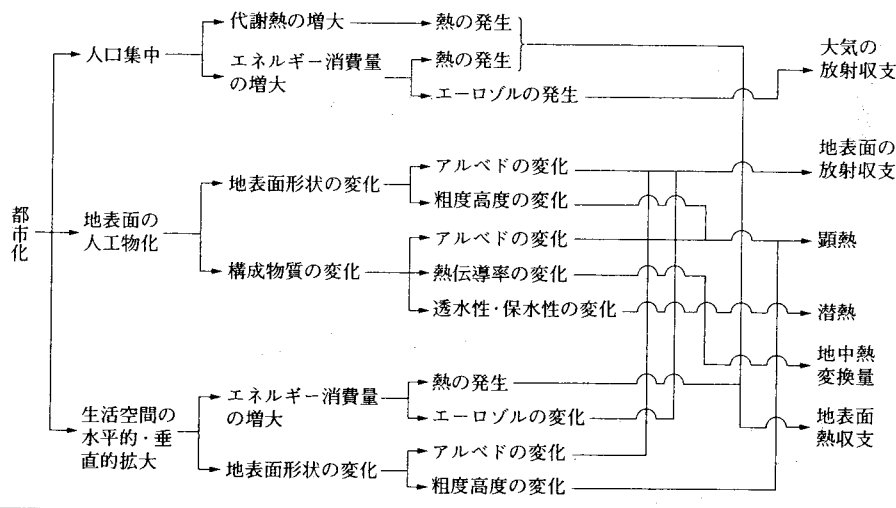 都市化
人口集中
代謝熱の増大
熱の発生
エネルギー消費量
の増大
熱の発生
エーロゾルの発生
大気の
放射収支
地表面の
人工物化
地表面形状の変化
アルベドの変化
粗度高度の変化
地表面の
放射収支
構成物質の変化
アルベドの変化
熱伝導率の変化
透水性・保水性の変化
顕熱
潜熱
地中熱
変換量
生活空間の
水平的・垂
直的拡大
エネルギー消費量
の増大
熱の発生
エーロゾルの変化
地表面
熱収支
地表面形状の変化
アルベドの変化
粗度高度の変化